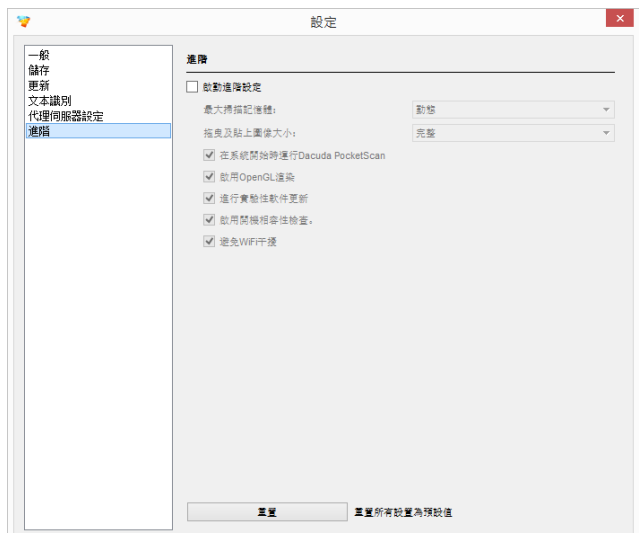 設定
一般
儲存
更新
文本識別
代理伺服器設定
進階
進階
啟動進階設定
最大掃描記憶體：
動態
拖曳及貼上圖像大小：
完整
在系統開始時運行Dacuda PocketScan
啟用OpenGL渲染
進行實驗性軟件更新
啟用開機相容性檢查。
避免WiFi干擾
重置
重置所有設置為預設值